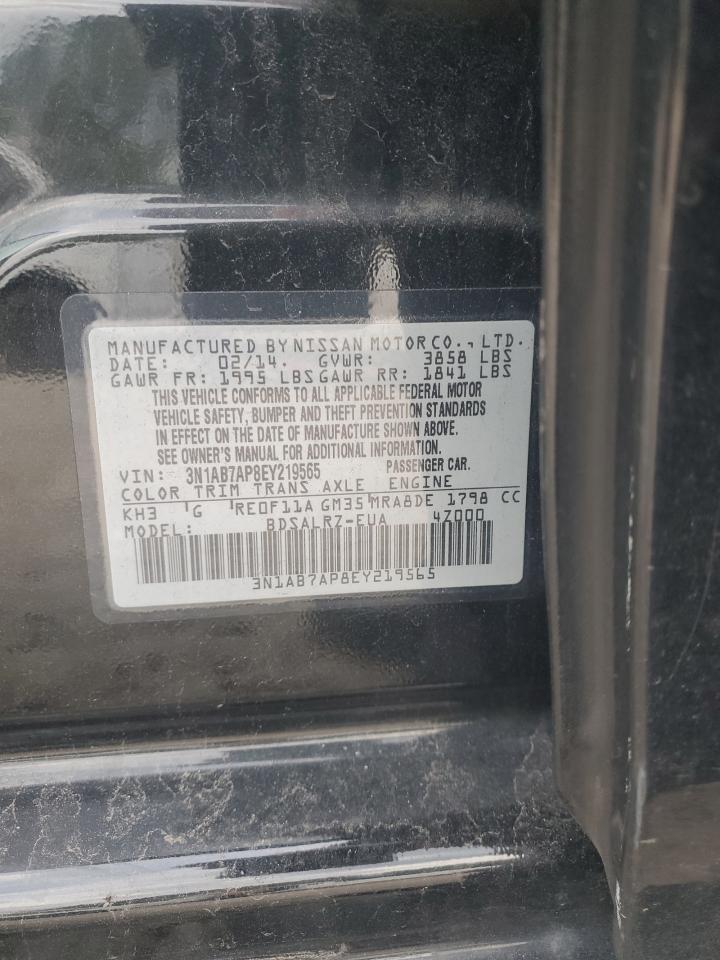 MANUFACTURED BY NISSAN MOTOR CO., LTD.
DATE: 02/14. GVWR: 3858 LBS
GAWR FR: 1995 LBS GAWR RR: 1841 LBS
THIS VEHICLE CONFORMS TO ALL APPLICABLE FEDERAL MOTOR
VEHICLE SAFETY, BUMPER AND THEFT PREVENTION STANDARDS
IN EFFECT ON THE DATE OF MANUFACTURE SHOWN ABOVE.
SEE OWNER'S MANUAL FOR ADDITIONAL INFORMATION.
VIN: 3N1AB7AP8EY219565 PASSENGER CAR.
COLOR TRIM TRANS AXLE ENGINE
KH3 G RE0F11A GM35 MRA8DE 1798 CC
MODEL: BDSALRZ-EUA 4Z000
3N1AB7AP8EY219565